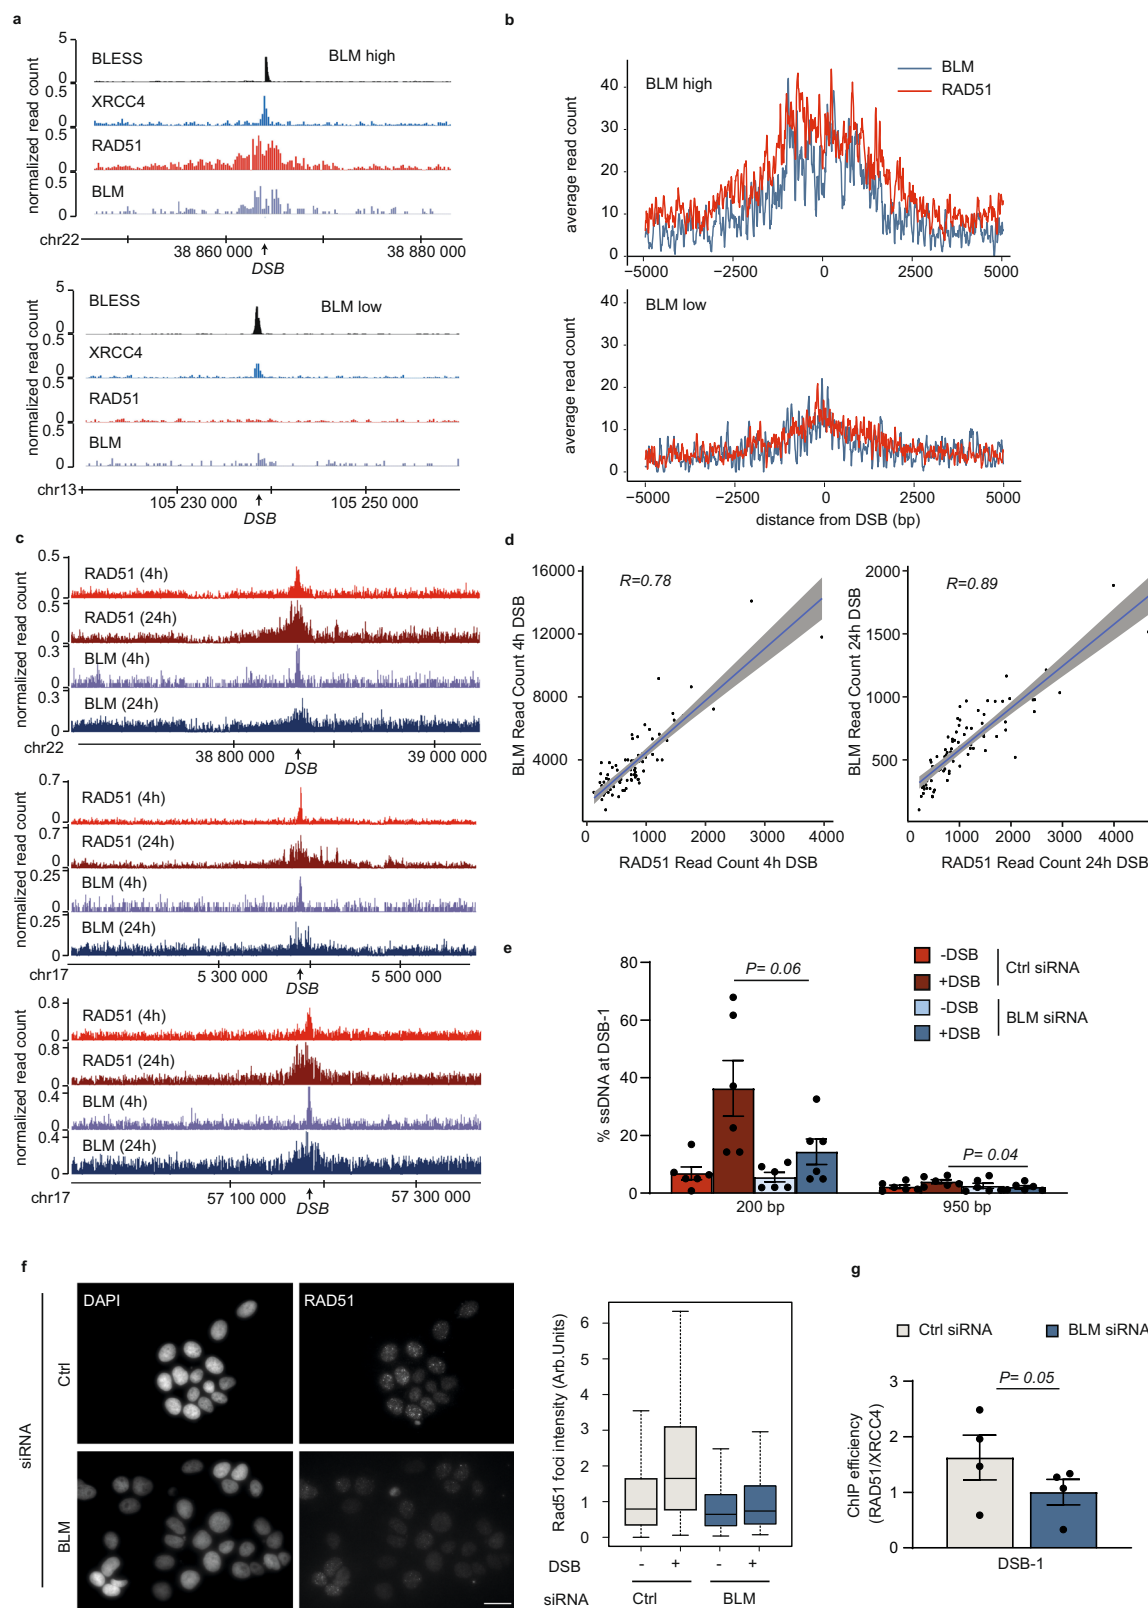 a
normalized read count
5
0
BLESS
BLM high
0.5
0
XRCC4
0.5
0
RAD51
0.5
0
BLM
chr22
38 860 000
38 880 000
DSB
normalized read count
5
0
BLESS
BLM low
0.5
0
XRCC4
0.5
0
RAD51
0.5
0
BLM
chr13
105 230 000
105 250 000
DSB
b
BLM high
BLM
RAD51
average read count
40
30
20
10
0
−5000
−2500
0
2500
5000
BLM low
average read count
40
30
20
10
0
−5000
−2500
0
2500
5000
distance from DSB (bp)
c
normalized read count
0.5
0
RAD51 (4h)
0.5
0
RAD51 (24h)
0.3
0
BLM (4h)
0.3
0
BLM (24h)
chr22
38 800 000
39 000 000
DSB
normalized read count
0.7
0
RAD51 (4h)
0.7
0
RAD51 (24h)
0.25
0
BLM (4h)
0.25
0
BLM (24h)
chr17
5 300 000
5 500 000
DSB
normalized read count
0.8
0
RAD51 (4h)
0.8
0
RAD51 (24h)
0.4
0
BLM (4h)
0.4
0
BLM (24h)
chr17
57 100 000
57 300 000
DSB
d
BLM Read Count 4h DSB
16000
12000
8000
4000
R=0.78
0
1000
2000
3000
4000
RAD51 Read Count 4h DSB
BLM Read Count 24h DSB
2000
1500
1000
500
R=0.89
0
1000
2000
3000
4000
RAD51 Read Count 24h DSB
e
% ssDNA at DSB-1
80
60
40
20
0
P= 0.06
P= 0.04
200 bp
950 bp
-DSB
+DSB
Ctrl siRNA
-DSB
+DSB
BLM siRNA
f
siRNA
Ctrl
BLM
DAPI
RAD51
Rad51 foci intensity (Arb.Units)
6
5
4
3
2
1
0
DSB
-
+
-
+
siRNA
Ctrl
BLM
g
Ctrl siRNA
BLM siRNA
ChIP efficiency
(RAD51/XRCC4)
3
2
1
0
P= 0.05
DSB-1